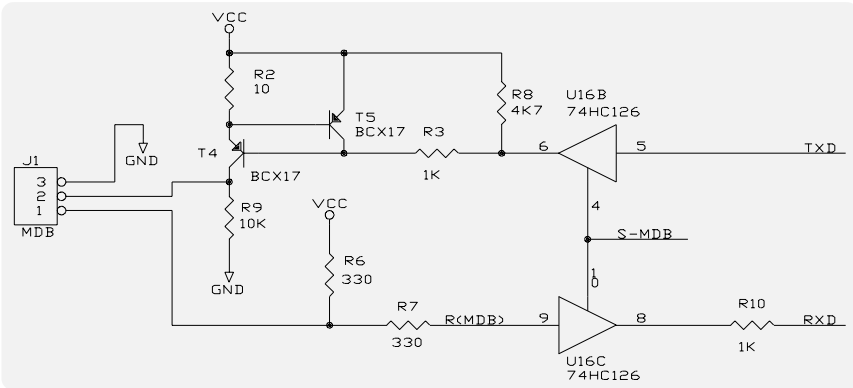 VCC
R2
10
T5
BCX17
R8
4K7
U16B
74HC126
R3
1K
6
5
TXD
T4
BCX17
GND
J1
3
2
1
MDB
R9
10K
GND
VCC
R6
330
4
S-MDB
10
R7
330
R(MDB)
9
8
R10
1K
RXD
U16C
74HC126